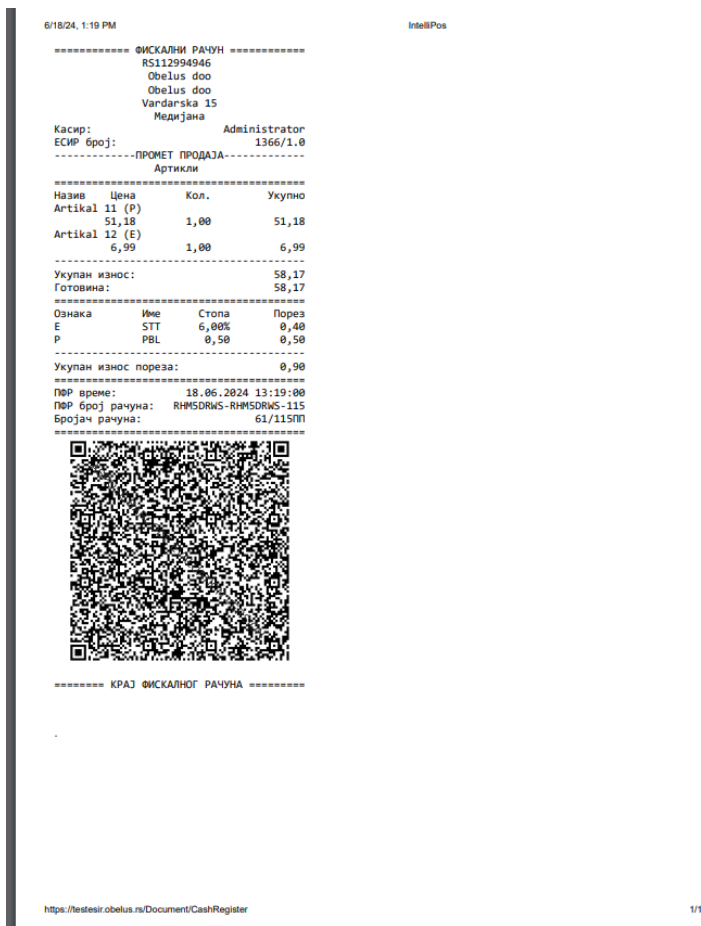 6/18/24, 1:19 PM IntelliPos
============ ФИСКАЛНИ РАЧУН ============
RS112994946
Obelus doo
Obelus doo
Vardarska 15
Медијана
Касир: Administrator
ЕСИР број: 1366/1.0
-------------ПРОМЕТ ПРОДАЈА-------------
Артикли
========================================
Назив Цена Кол. Укупно
Artikal 11 (P)
51,18 1,00 51,18
Artikal 12 (E)
6,99 1,00 6,99
----------------------------------------
Укупан износ: 58,17
Готовина: 58,17
========================================
Ознака Име Стопа Порез
E STT 6,00% 0,40
P PBL 0,50 0,50
----------------------------------------
Укупан износ пореза: 0,90
========================================
ПФР време: 18.06.2024 13:19:00
ПФР број рачуна: RHM5DRWS-RHM5DRWS-115
Бројач рачуна: 61/115ПП
========================================
======== КРАЈ ФИСКАЛНОГ РАЧУНА =========
.
https://testesir.obelus.rs/Document/CashRegister 1/1